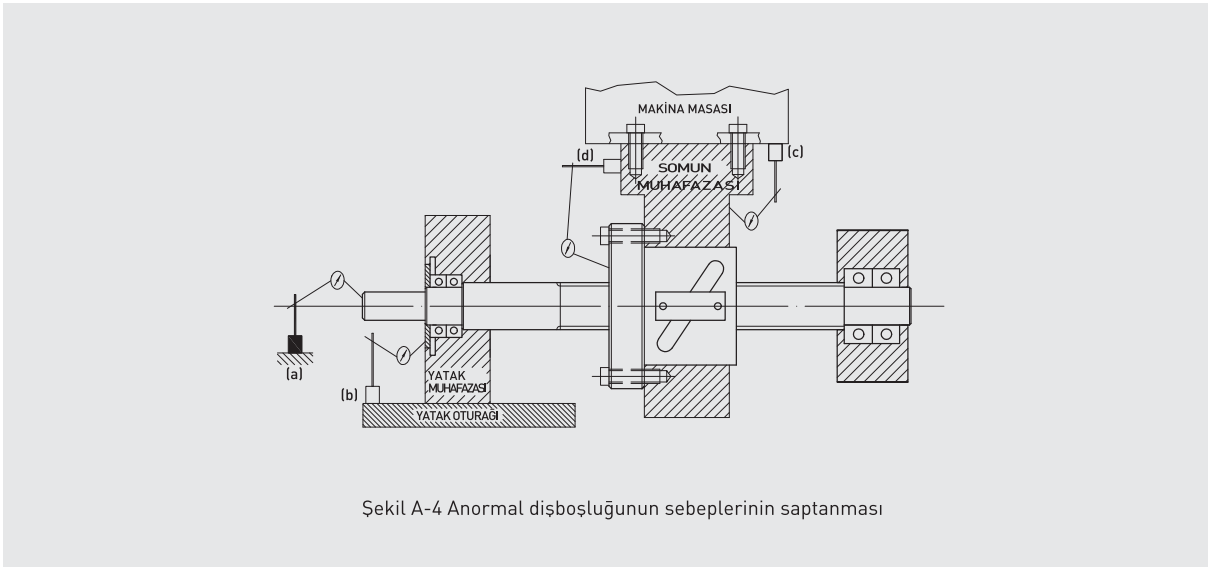 MAKİNA MASASI
(d)
(c)
SOMUN
MUHAFAZASI
(a)
(b)
YATAK
MUHAFAZASI
YATAK OTURAĞI
Şekil A-4 Anormal dişboşluğunun sebeplerinin saptanması